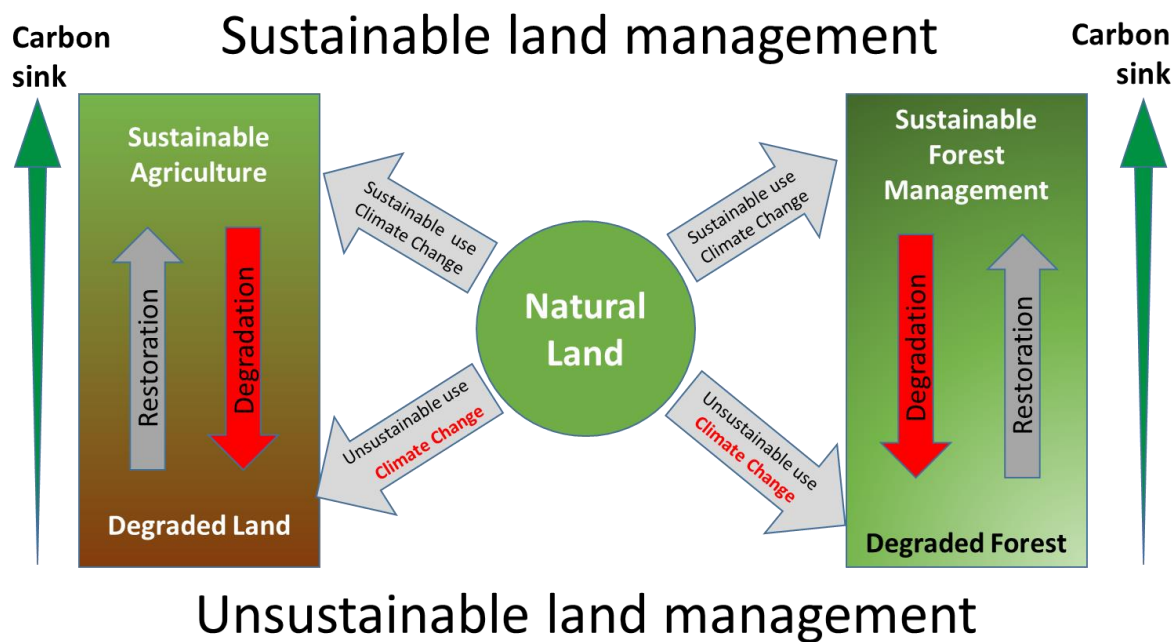 Sustainable land management
Carbon
sink
Carbon
sink
Sustainable
Agriculture
Restoration
Degradation
Degraded Land
Sustainable use
Climate Change
Unsustainable use
Climate Change
Natural
Land
Sustainable use
Climate Change
Unsustainable use
Climate Change
Sustainable
Forest
Management
Degradation
Restoration
Degraded Forest
Unsustainable land management